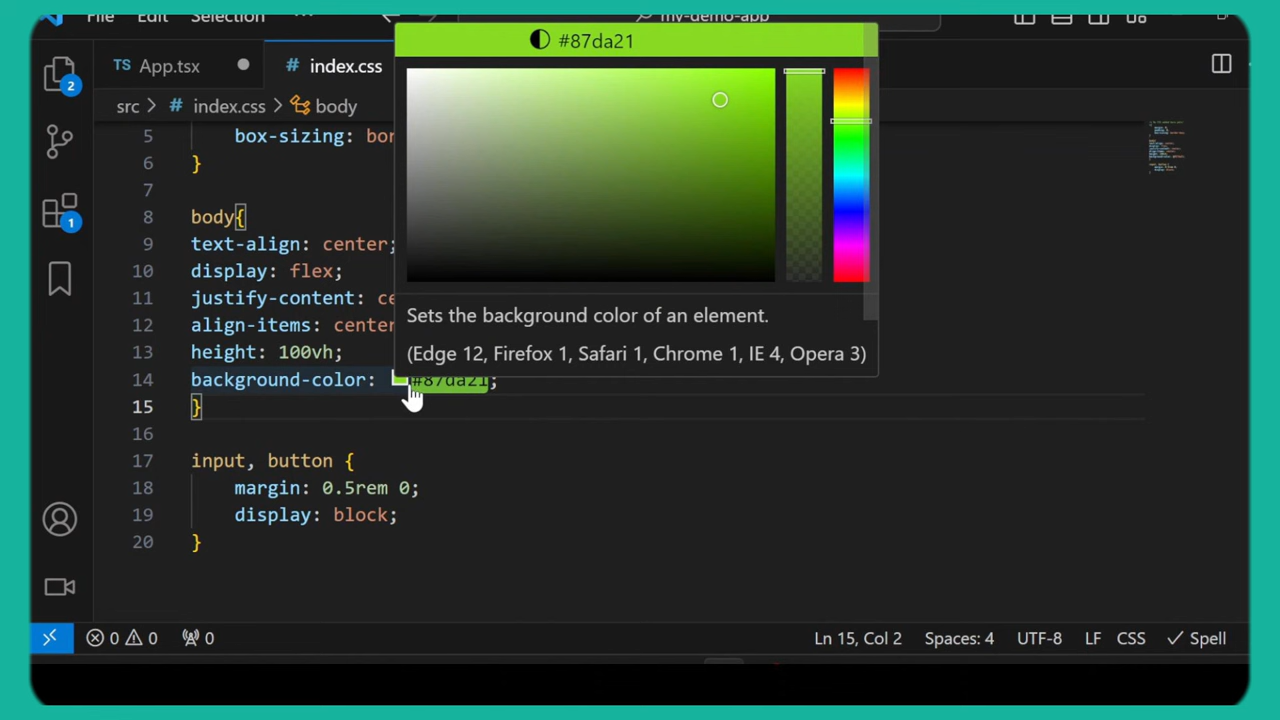 File Edit Selection ... my-demo-app
#87da21
2
TS App.tsx # index.css
src > # index.css > body
5 box-sizing: bor
6 }
7
8 body{
9 text-align: center;
10 display: flex;
11 justify-content: ce
12 align-items: center
13 height: 100vh;
14 background-color: #87da21;
15 }
16
17 input, button {
18 margin: 0.5rem 0;
19 display: block;
20 }
1
Sets the background color of an element.
(Edge 12, Firefox 1, Safari 1, Chrome 1, IE 4, Opera 3)
0 0 0 Ln 15, Col 2 Spaces: 4 UTF-8 LF CSS Spell